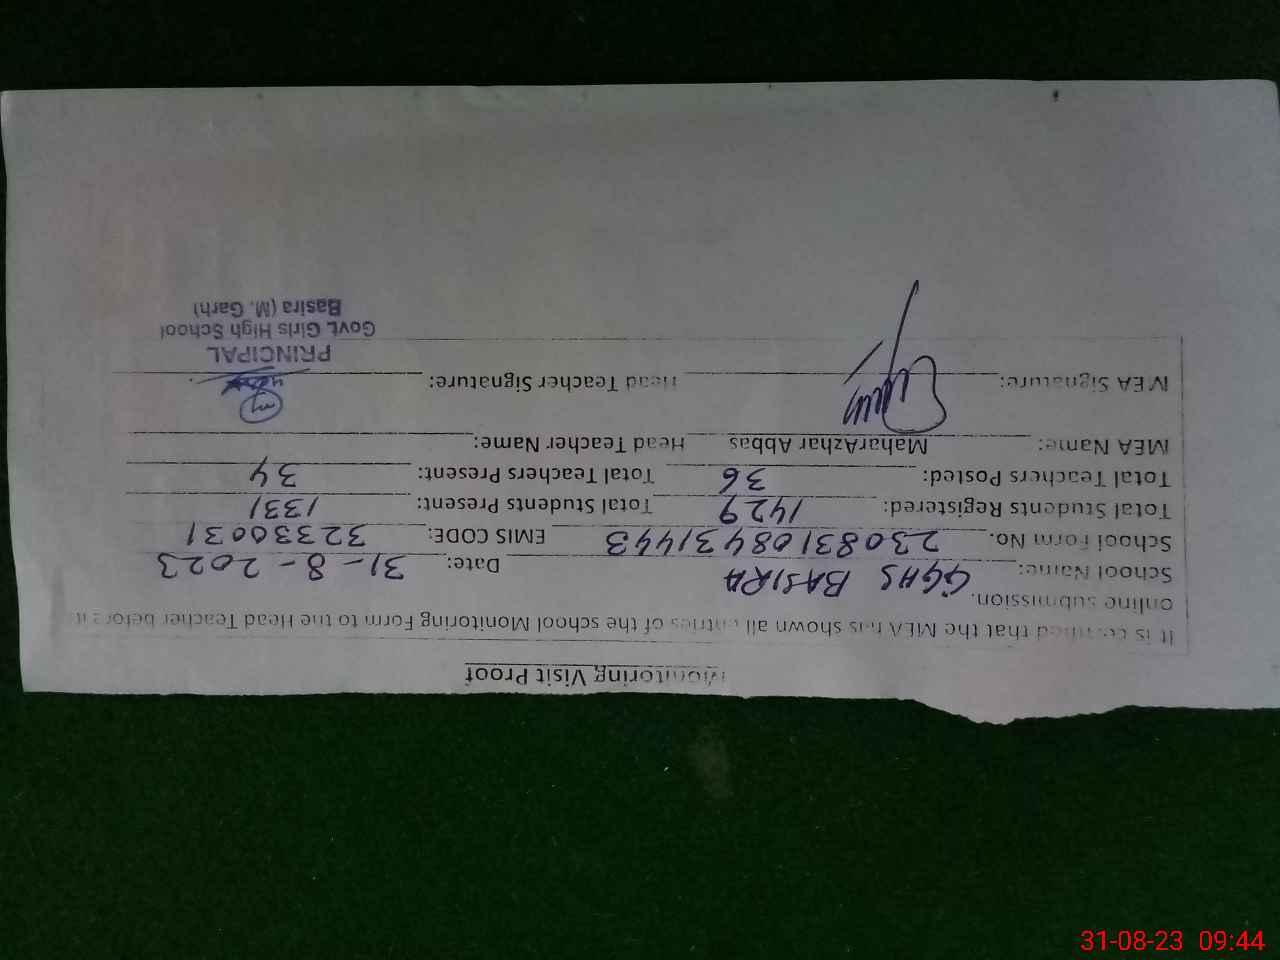 Monitoring Visit Proof
It is certified that the MEA has shown all entries of the school Monitoring Form to the Head Teacher before it
online submission.
School Name: GGHS BASIRA Date: 31-8-2023
School Form No. 23083108431443 EMIS CODE: 32330031
Total Students Registered: 1429 Total Students Present: 1331
Total Teachers Posted: 36 Total Teachers Present: 34
MEA Name: MaharAzhar Abbas Head Teacher Name:
MEA Signature: Head Teacher Signature:
PRINCIPAL
Govt. Girls High School
Basira (M. Garh)
31-08-23 09:44